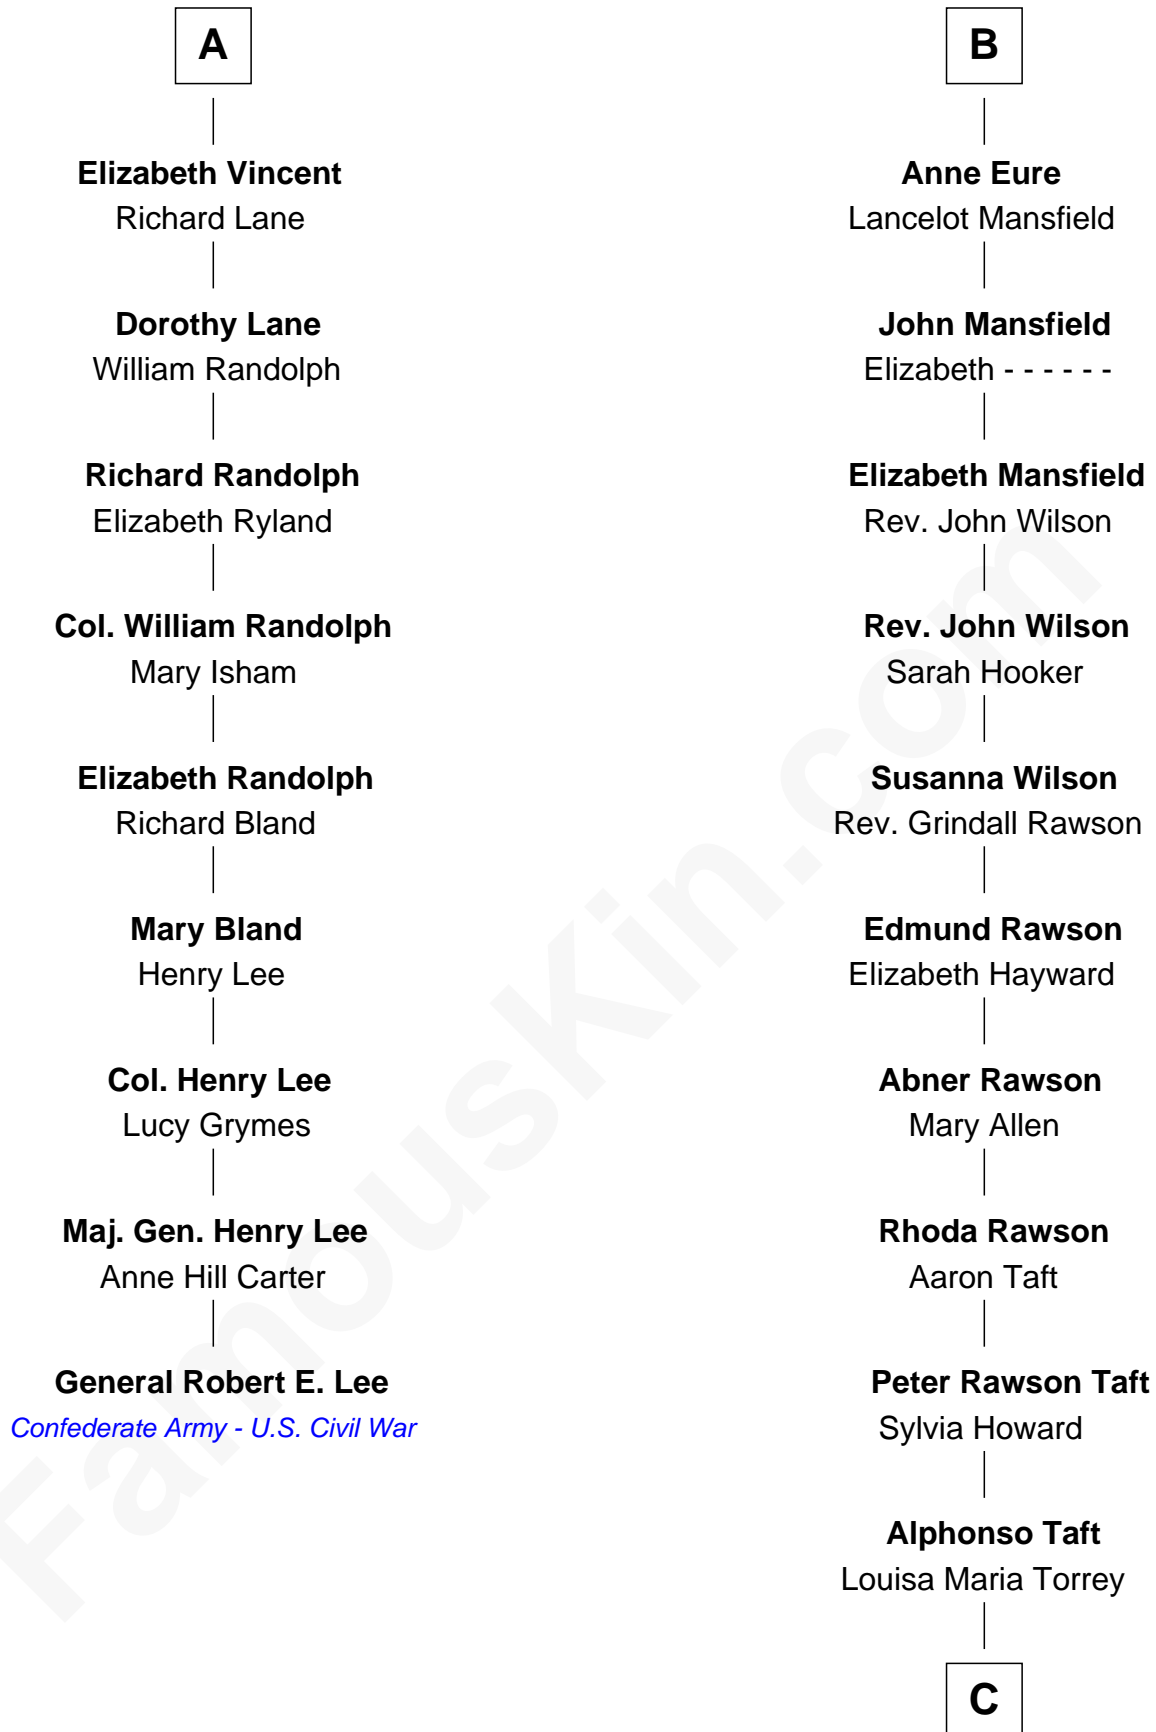 A
Elizabeth Vincent
Richard Lane
Dorothy Lane
William Randolph
Richard Randolph
Elizabeth Ryland
Col. William Randolph
Mary Isham
Elizabeth Randolph
Richard Bland
Mary Bland
Henry Lee
Col. Henry Lee
Lucy Grymes
Maj. Gen. Henry Lee
Anne Hill Carter
General Robert E. Lee
Confederate Army - U.S. Civil War
B
Anne Eure
Lancelot Mansfield
John Mansfield
Elizabeth - - - - - -
Elizabeth Mansfield
Rev. John Wilson
Rev. John Wilson
Sarah Hooker
Susanna Wilson
Rev. Grindall Rawson
Edmund Rawson
Elizabeth Hayward
Abner Rawson
Mary Allen
Rhoda Rawson
Aaron Taft
Peter Rawson Taft
Sylvia Howard
Alphonso Taft
Louisa Maria Torrey
C
FamousKin.com